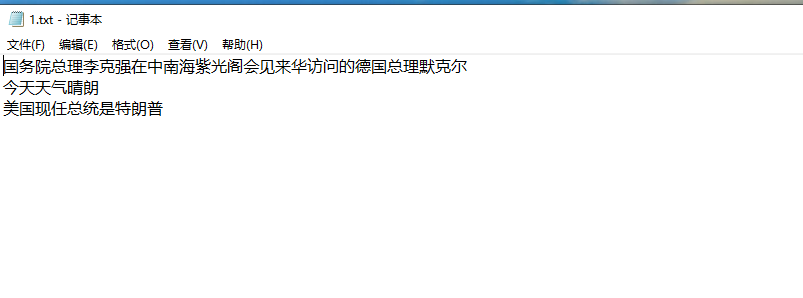 1.txt - 记事本
文件(F) 编辑(E) 格式(O) 查看(V) 帮助(H)
国务院总理李克强在中南海紫光阁会见来华访问的德国总理默克尔
今天天气晴朗
美国现任总统是特朗普